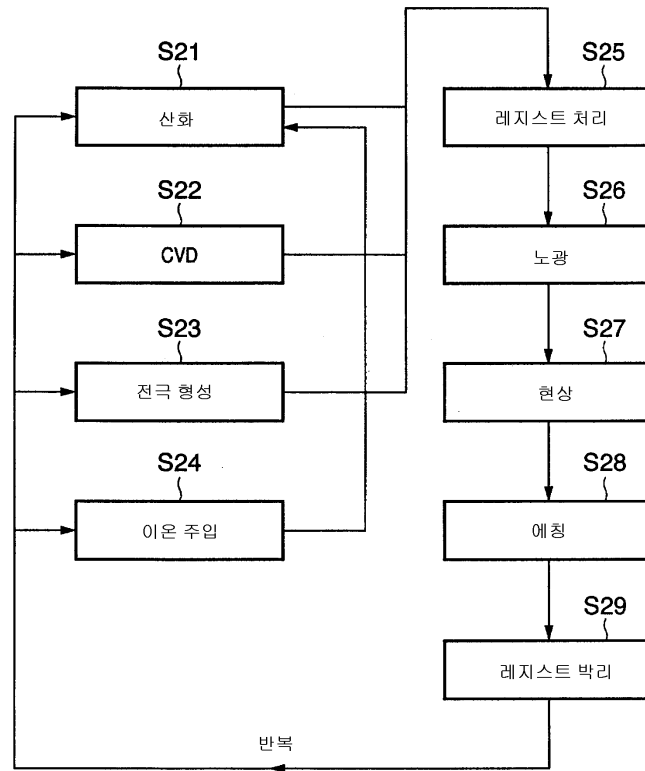 S21
산화
S22
CVD
S23
전극 형성
S24
이온 주입
S25
레지스트 처리
S26
노광
S27
현상
S28
에칭
S29
레지스트 박리
반복